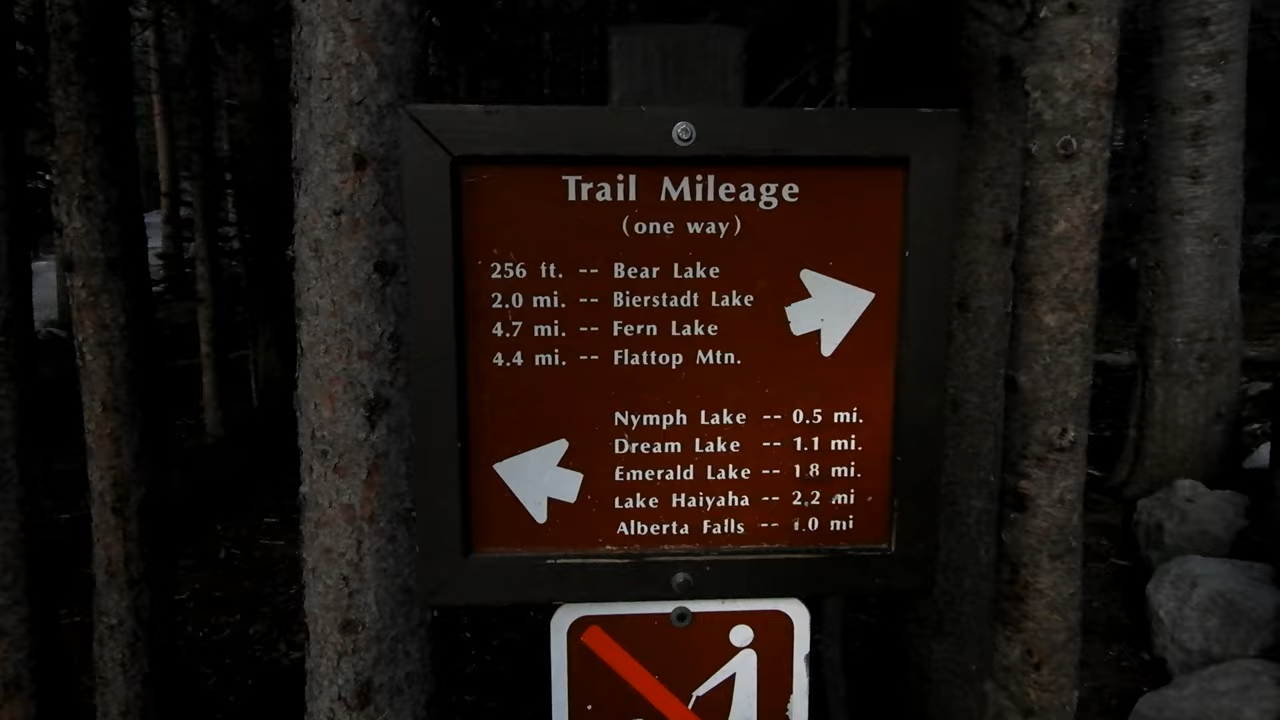 Trail Mileage
(one way)
256 ft. -- Bear Lake
2.0 mi. -- Bierstadt Lake
4.7 mi. -- Fern Lake
4.4 mi. -- Flattop Mtn.
Nymph Lake -- 0.5 mi.
Dream Lake -- 1.1 mi.
Emerald Lake -- 1.8 mi.
Lake Haiyaha -- 2.2 mi
Alberta Falls -- 1.0 mi